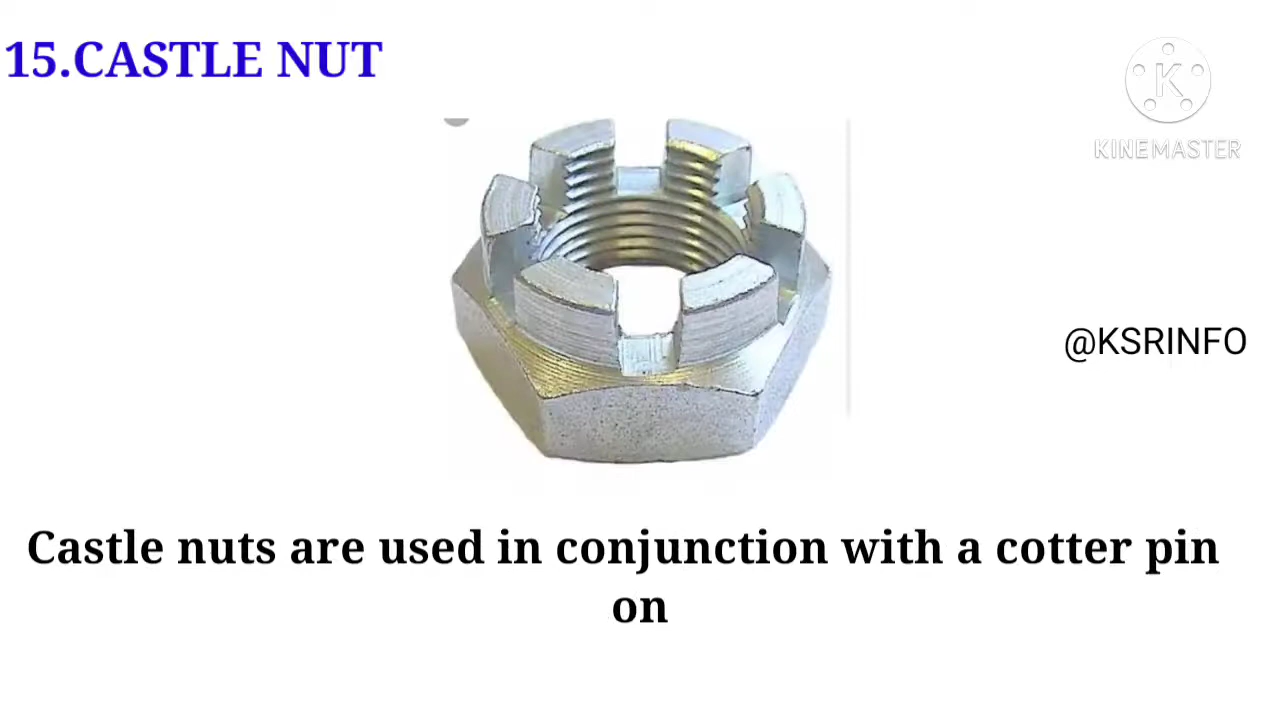 15.CASTLE NUT
K
KINEMASTER
@KSRINFO
Castle nuts are used in conjunction with a cotter pin
on